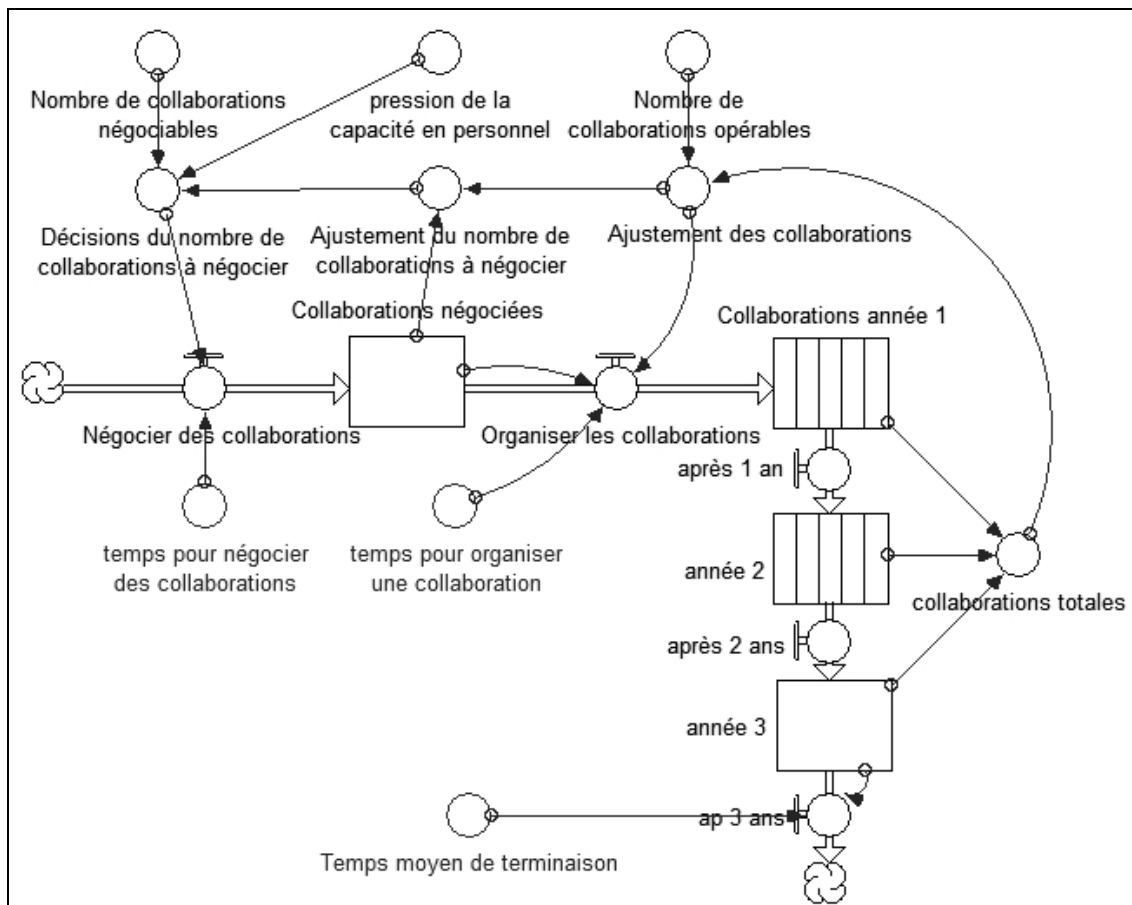 Nombre de collaborations
négociables
pression de la
capacité en personnel
Nombre de
collaborations opérables
Décisions du nombre de
collaborations à négocier
Ajustement du nombre de
collaborations à négocier
Ajustement des collaborations
Collaborations négociées
Collaborations année 1
Négocier des collaborations
Organiser les collaborations
après 1 an
temps pour négocier
des collaborations
temps pour organiser
une collaboration
année 2
collaborations totales
après 2 ans
année 3
ap 3 ans
Temps moyen de terminaison